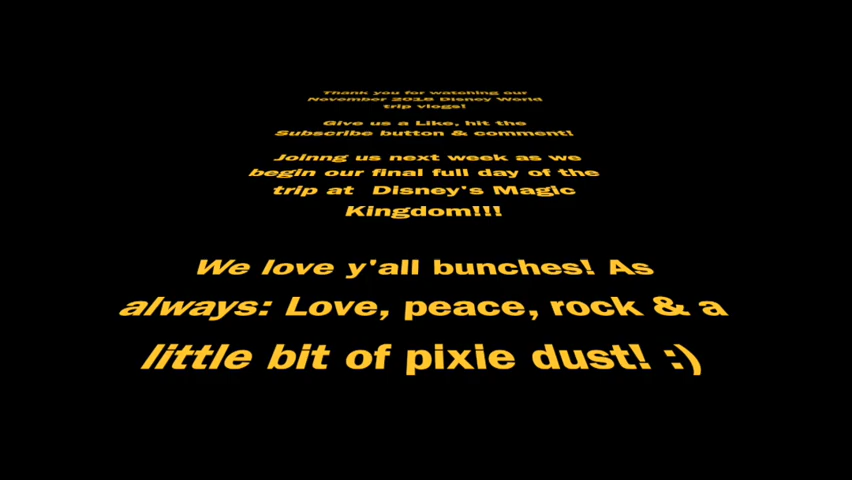 Thank you for watching our
November 2018 Disney World
trip vlogs!
Give us a Like, hit the
Subscribe button & comment!
Joinng us next week as we
begin our final full day of the
trip at Disney's Magic
Kingdom!!!
We love y'all bunches! As
always: Love, peace, rock & a
little bit of pixie dust! :)